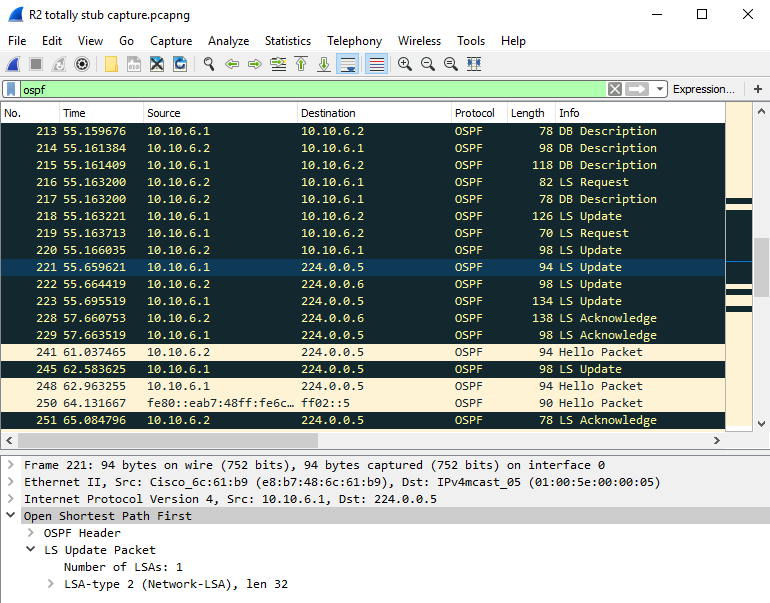 R2 totally stub capture.pcapng
File Edit View Go Capture Analyze Statistics Telephony Wireless Tools Help
ospf Expression... +
No. Time Source Destination Protocol Length Info
213 55.159676 10.10.6.1 10.10.6.2 OSPF 78 DB Description
214 55.161384 10.10.6.2 10.10.6.1 OSPF 98 DB Description
215 55.161409 10.10.6.1 10.10.6.2 OSPF 118 DB Description
216 55.163200 10.10.6.2 10.10.6.1 OSPF 82 LS Request
217 55.163200 10.10.6.2 10.10.6.1 OSPF 78 DB Description
218 55.163221 10.10.6.1 10.10.6.2 OSPF 126 LS Update
219 55.163713 10.10.6.1 10.10.6.2 OSPF 70 LS Request
220 55.166035 10.10.6.2 10.10.6.1 OSPF 98 LS Update
221 55.659621 10.10.6.1 224.0.0.5 OSPF 94 LS Update
222 55.664419 10.10.6.2 224.0.0.6 OSPF 98 LS Update
223 55.695519 10.10.6.1 224.0.0.5 OSPF 134 LS Update
228 57.660753 10.10.6.2 224.0.0.6 OSPF 138 LS Acknowledge
229 57.663519 10.10.6.1 224.0.0.5 OSPF 98 LS Acknowledge
241 61.037465 10.10.6.2 224.0.0.5 OSPF 94 Hello Packet
245 62.583625 10.10.6.1 224.0.0.5 OSPF 98 LS Update
248 62.963255 10.10.6.1 224.0.0.5 OSPF 94 Hello Packet
250 64.131667 fe80::eab7:48ff:fe6c… ff02::5 OSPF 90 Hello Packet
251 65.084796 10.10.6.2 224.0.0.5 OSPF 78 LS Acknowledge
Frame 221: 94 bytes on wire (752 bits), 94 bytes captured (752 bits) on interface 0
Ethernet II, Src: Cisco_6c:61:b9 (e8:b7:48:6c:61:b9), Dst: IPv4mcast_05 (01:00:5e:00:00:05)
Internet Protocol Version 4, Src: 10.10.6.1, Dst: 224.0.0.5
Open Shortest Path First
OSPF Header
LS Update Packet
Number of LSAs: 1
LSA-type 2 (Network-LSA), len 32